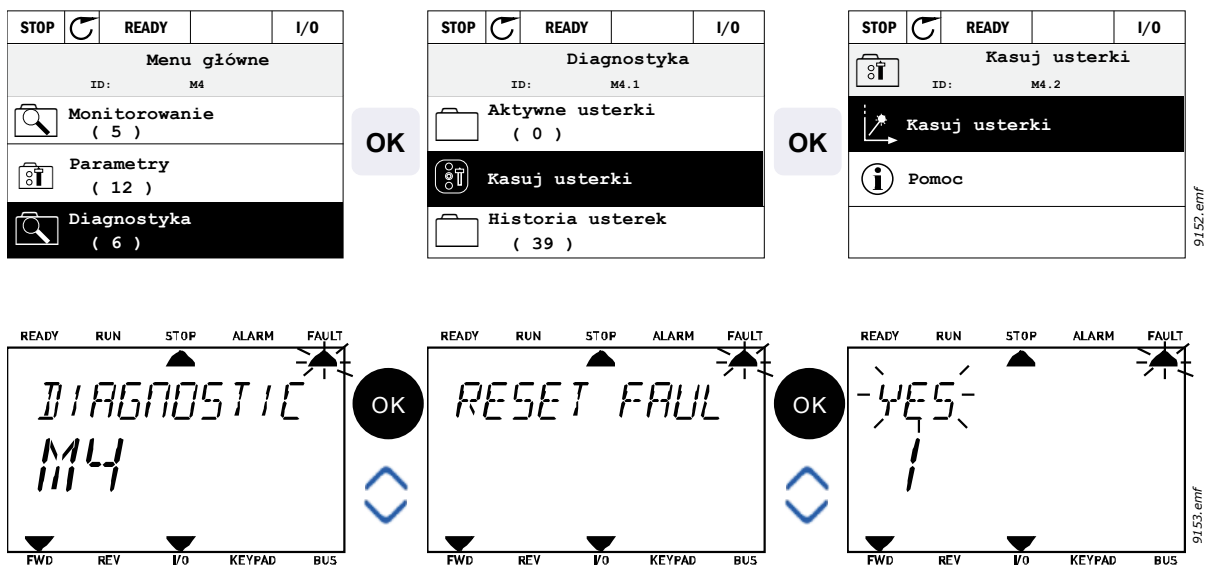 STOP READY I/O
Menu główne
ID: M4
Monitorowanie
( 5 )
Parametry
( 12 )
Diagnostyka
( 6 )
OK
STOP READY I/O
Diagnostyka
ID: M4.1
Aktywne usterki
( 0 )
Kasuj usterki
Historia usterek
( 39 )
OK
STOP READY I/O
Kasuj usterki
ID: M4.2
Kasuj usterki
Pomoc
9152.emf
READY RUN STOP ALARM FAULT
DIAGNOSTIC
M4
FWD REV I/O KEYPAD BUS
OK
READY RUN STOP ALARM FAULT
RESET FAUL
FWD REV I/O KEYPAD BUS
OK
READY RUN STOP ALARM FAULT
YES
1
FWD REV I/O KEYPAD BUS
9153.emf